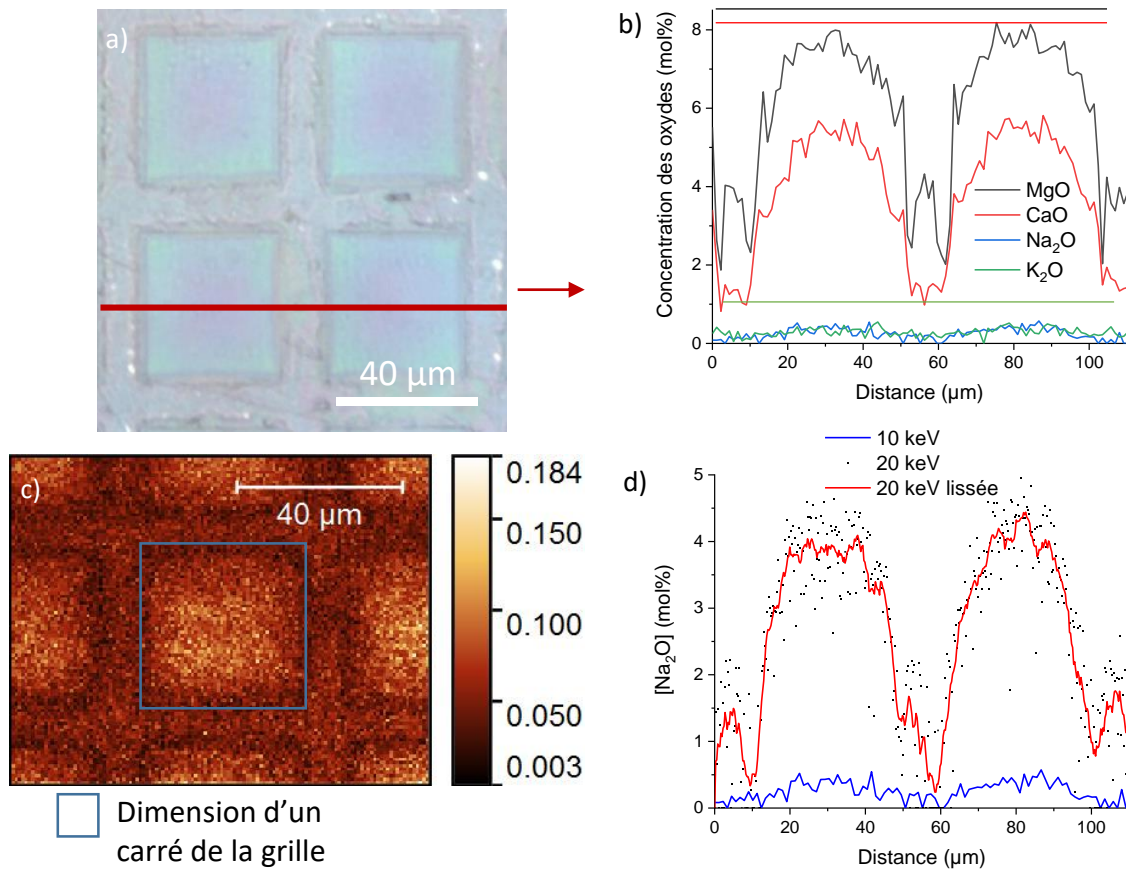 a)
40 µm
b)
Concentration des oxydes (mol%)
8
6
4
2
0
MgO
CaO
Na₂O
K₂O
0 20 40 60 80 100
Distance (µm)
c)
40 µm
0.184
0.150
0.100
0.050
0.003
Dimension d’un
carré de la grille
10 keV
20 keV
20 keV lissée
d)
[Na₂O] (mol%)
5
4
3
2
1
0
0 20 40 60 80 100
Distance (µm)